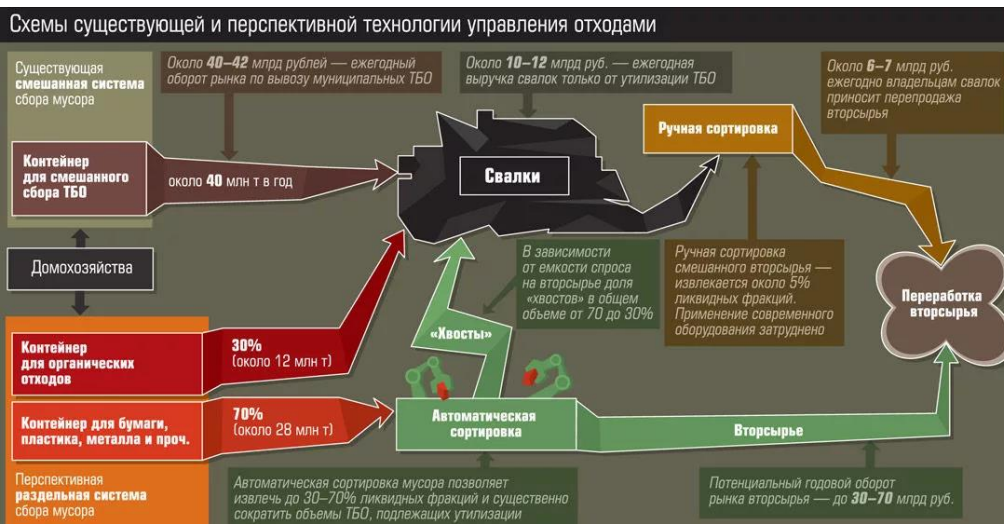 Схемы существующей и перспективной технологии управления отходами
Существующая
смешанная система
сбора мусора
Около 40–42 млрд рублей — ежегодный
оборот рынка по вывозу муниципальных ТБО
Около 10–12 млрд руб. — ежегодная
выручка свалок только от утилизации ТБО
Около 6–7 млрд руб.
ежегодно владельцам свалок
приносит перепродажа
вторсырья
Контейнер
для смешанного
сбора ТБО
около 40 млн т в год
Свалки
Ручная сортировка
Домохозяйства
В зависимости
от емкости спроса
на вторсырье доля
«хвостов» в общем
объеме от 70 до 30%
Ручная сортировка
смешанного вторсырья —
извлекается около 5%
ликвидных фракций.
Применение современного
оборудования затруднено
Переработка
вторсырья
«Хвосты»
Контейнер
для органических
отходов
30%
(около 12 млн т)
Контейнер для бумаги,
пластика, металла и проч.
70%
(около 28 млн т)
Автоматическая
сортировка
Вторсырье
Перспективная
раздельная система
сбора мусора
Автоматическая сортировка мусора позволяет
извлечь до 30–70% ликвидных фракций и существенно
сократить объемы ТБО, подлежащих утилизации
Потенциальный годовой оборот
рынка вторсырья — до 30–70 млрд руб.